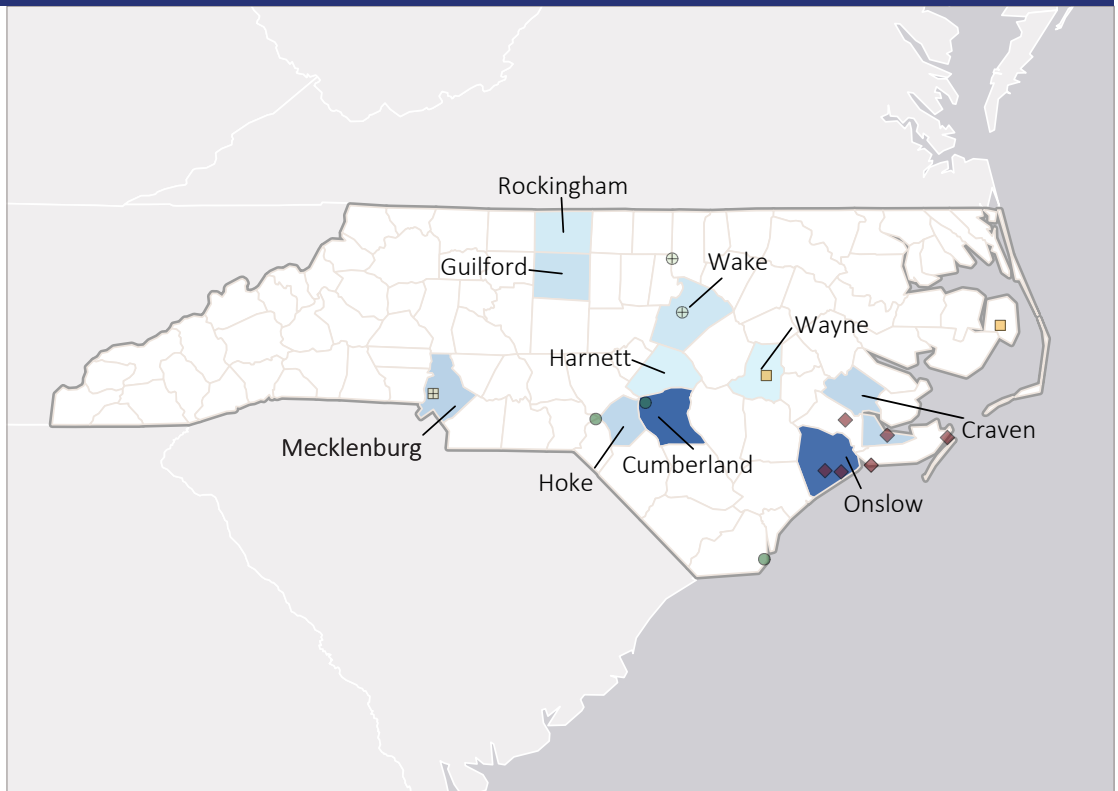 Rockingham
Guilford
Wake
Wayne
Harnett
Craven
Mecklenburg
Cumberland
Hoke
Onslow